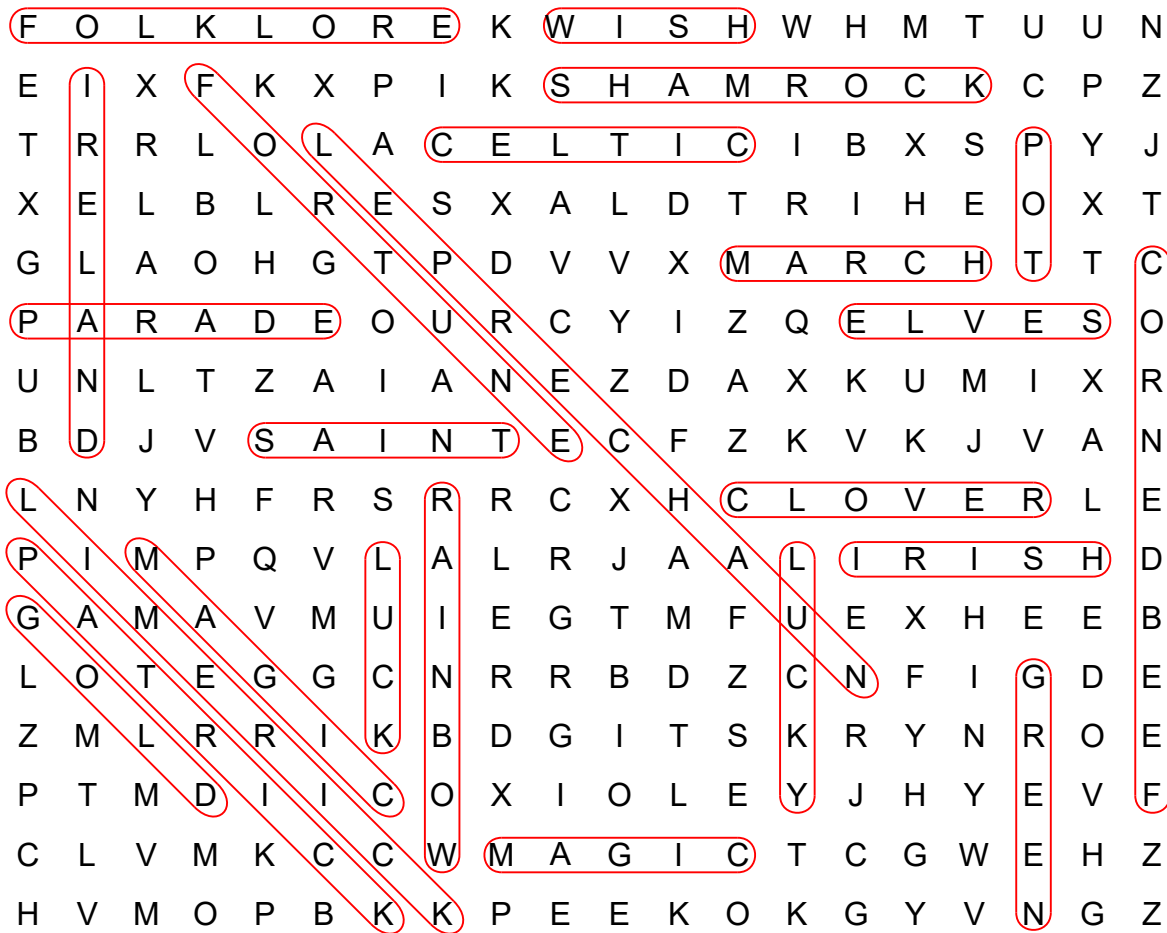 F O L K L O R E K W I S H W H M T U U N
E I X F K X P I K S H A M R O C K C P Z
T R R L O L A C E L T I C I B X S P Y J
X E L B L R E S X A L D T R I H E O X T
G L A O H G T P D V V X M A R C H T T C
P A R A D E O U R C Y I Z Q E L V E S O
U N L T Z A I A N E Z D A X K U M I X R
B D J V S A I N T E C F Z K V K J V A N
L N Y H F R S R R C X H C L O V E R L E
P I M P Q V L A L R J A A L I R I S H D
G A M A V M U I E G T M F U E X H E E B
L O T E G G C N R R B D Z C N F I G D E
Z M L R R I K B D G I T S K R Y N R O E
P T M D I I C O X I O L E Y J H Y E V F
C L V M K C C W M A G I C T C G W E H Z
H V M O P B K K P E E K O K G Y V N G Z